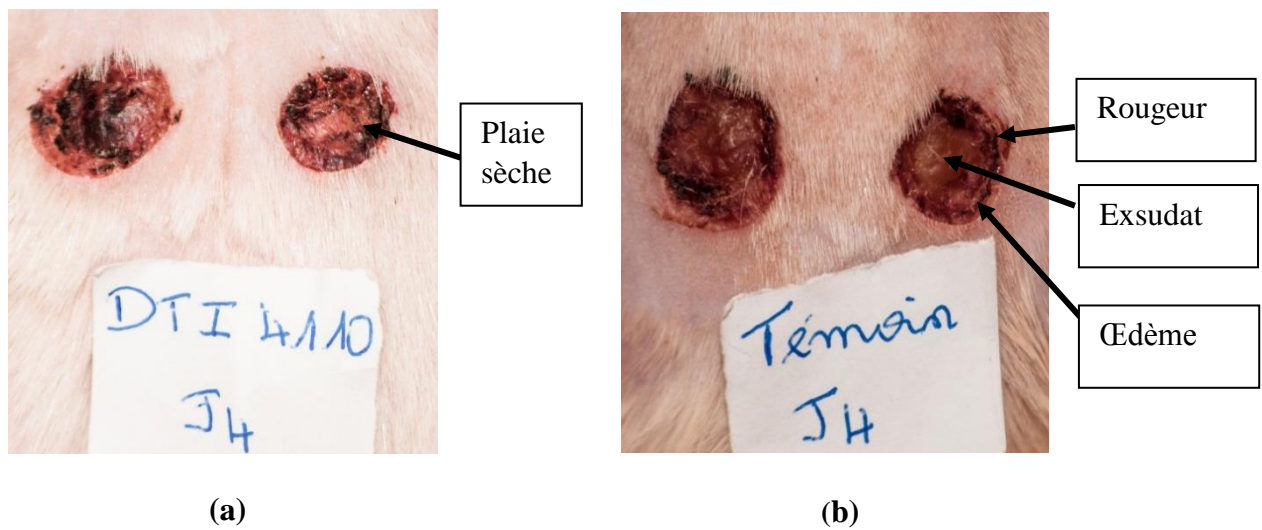 DTI 4110
J4
Plaie
sèche
(a)
Témoin
J4
Rougeur
Exsudat
Œdème
(b)